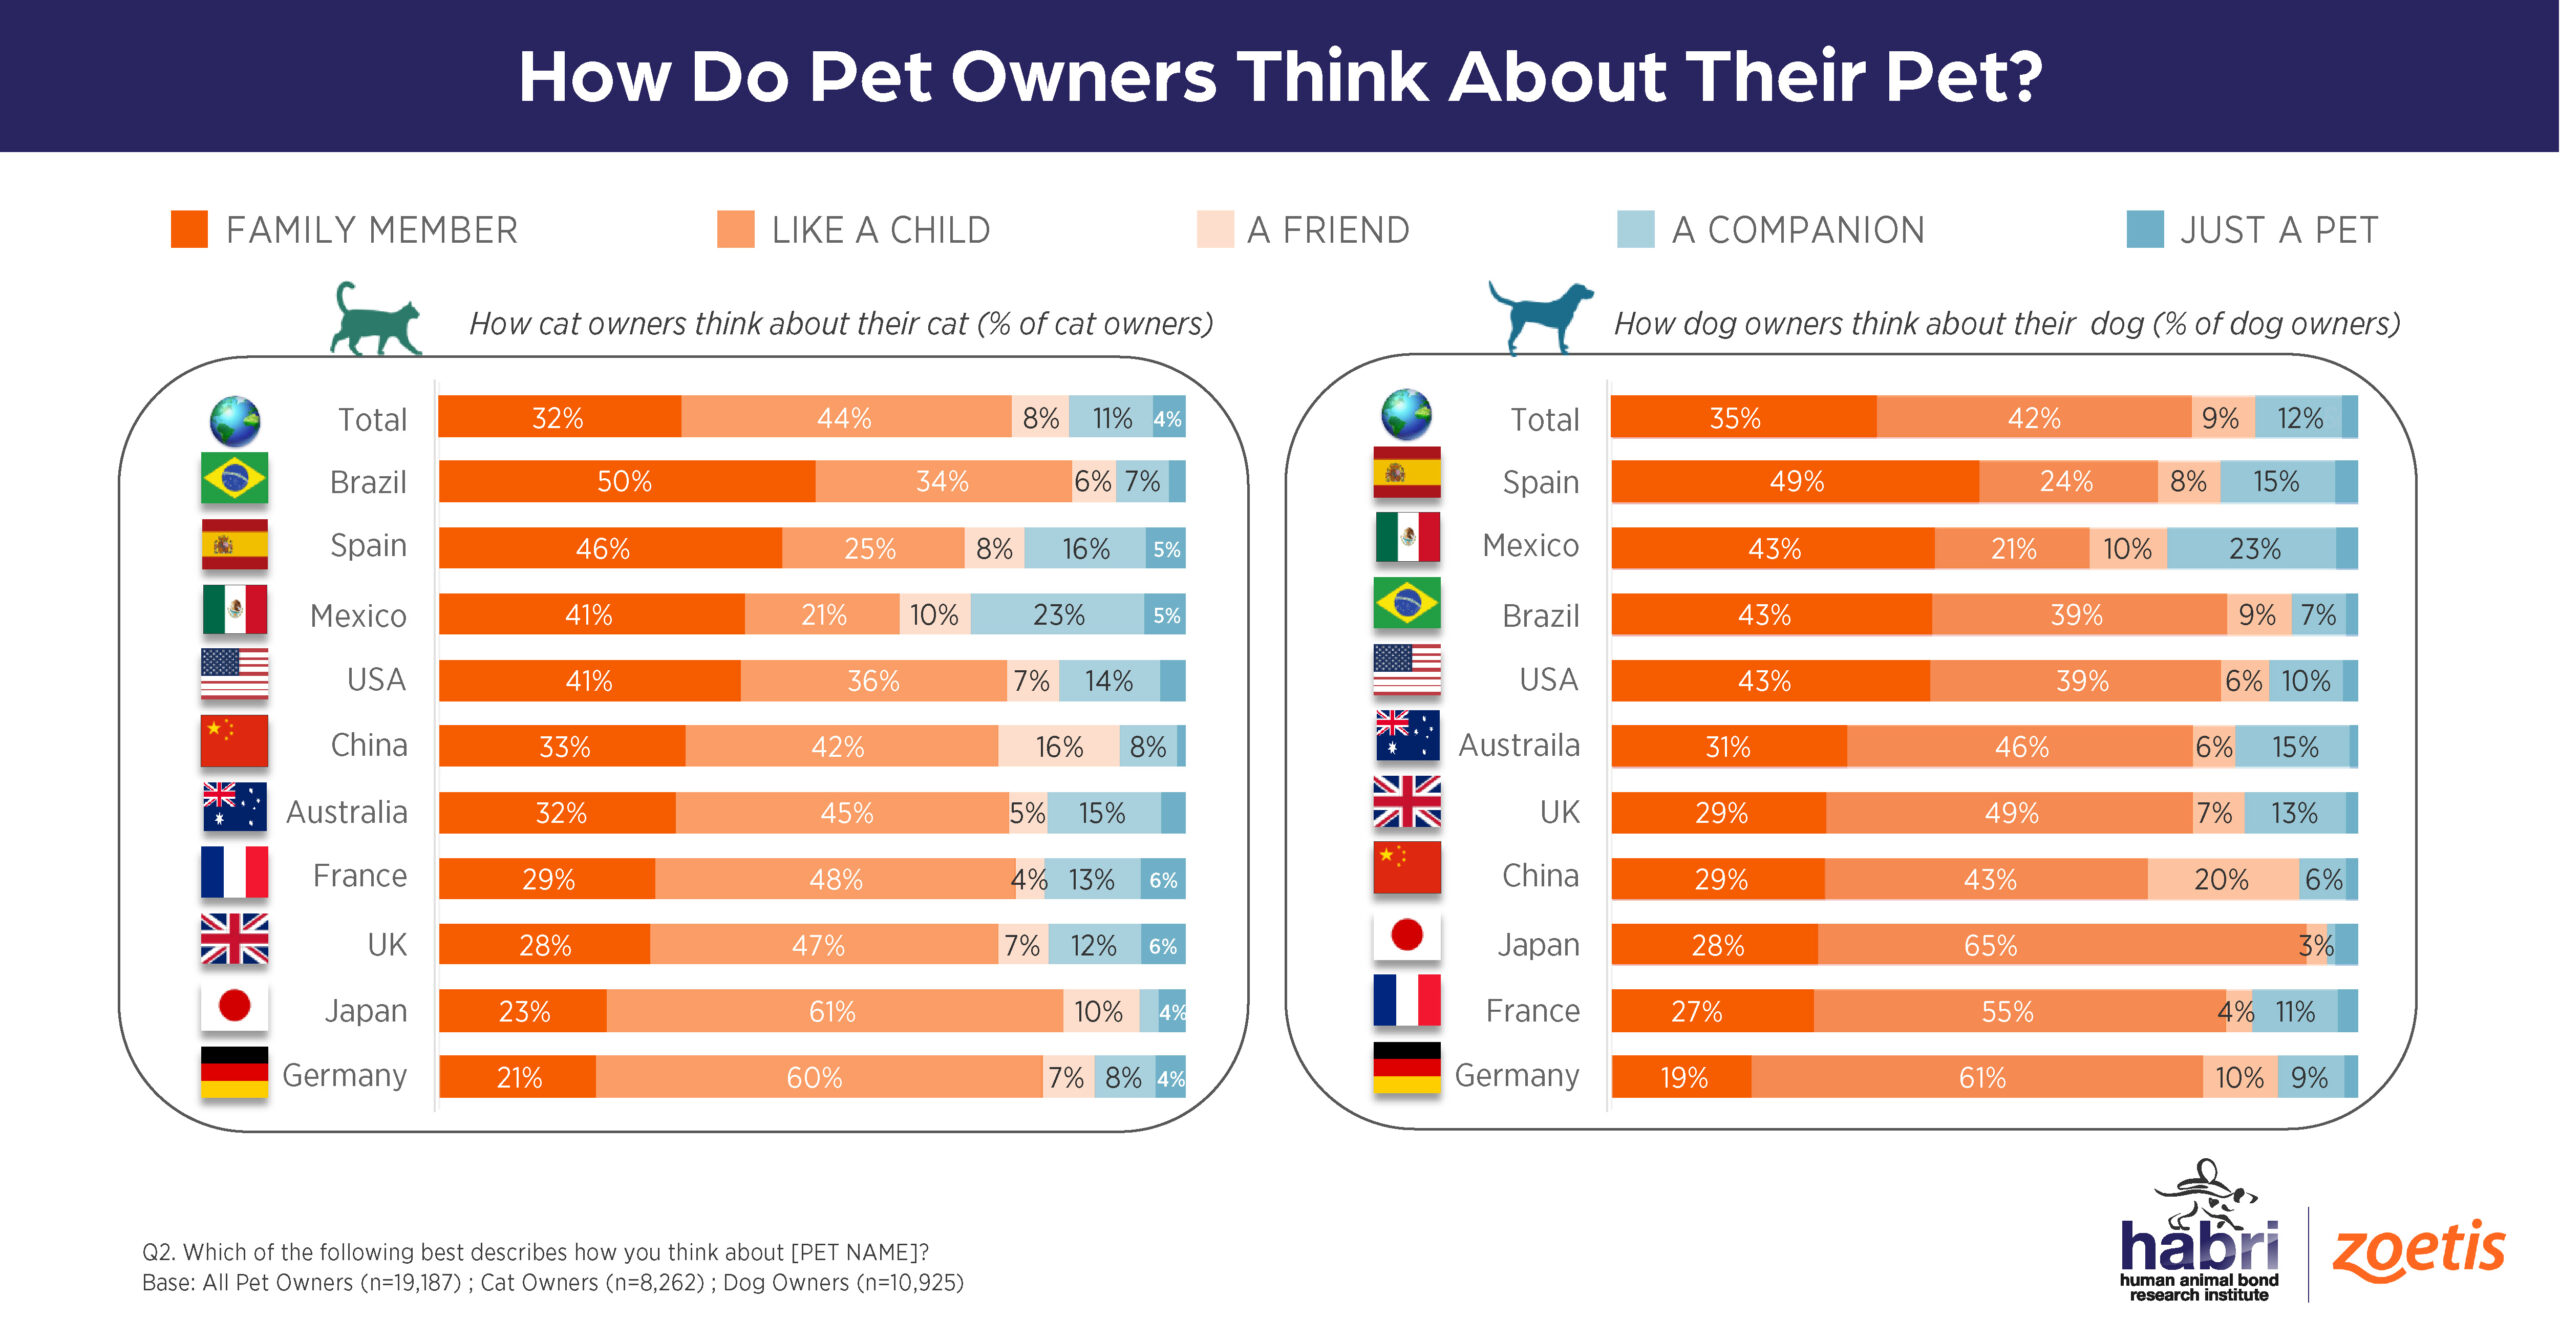 How Do Pet Owners Think About Their Pet?
FAMILY MEMBER LIKE A CHILD A FRIEND A COMPANION JUST A PET
How cat owners think about their cat (% of cat owners)
Total 32% 44% 8% 11% 4%
Brazil 50% 34% 6% 7%
Spain 46% 25% 8% 16% 5%
Mexico 41% 21% 10% 23% 5%
USA 41% 36% 7% 14%
China 33% 42% 16% 8%
Australia 32% 45% 5% 15%
France 29% 48% 4% 13% 6%
UK 28% 47% 7% 12% 6%
Japan 23% 61% 10% 4%
Germany 21% 60% 7% 8% 4%
How dog owners think about their dog (% of dog owners)
Total 35% 42% 9% 12%
Spain 49% 24% 8% 15%
Mexico 43% 21% 10% 23%
Brazil 43% 39% 9% 7%
USA 43% 39% 6% 10%
Austraila 31% 46% 6% 15%
UK 29% 49% 7% 13%
China 29% 43% 20% 6%
Japan 28% 65% 3%
France 27% 55% 4% 11%
Germany 19% 61% 10% 9%
Q2. Which of the following best describes how you think about [PET NAME]?
Base: All Pet Owners (n=19,187) ; Cat Owners (n=8,262) ; Dog Owners (n=10,925)
habri
human animal bond
research institute
zoetis